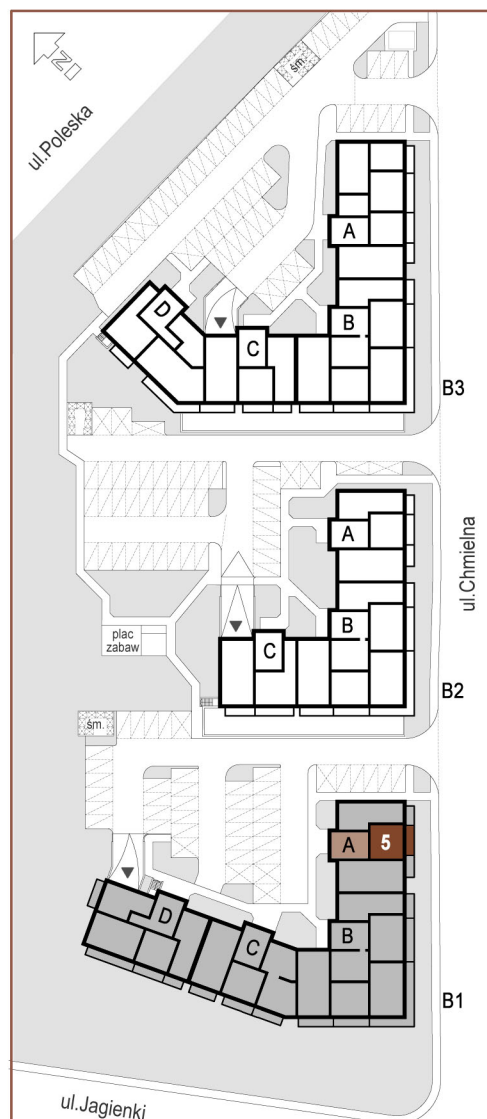 N
ul.Poleska
śm.
A
B
C
D
B3
ul.Chmielna
A
B
C
plac
zabaw
B2
śm.
A
5
B
C
D
B1
ul.Jagienki